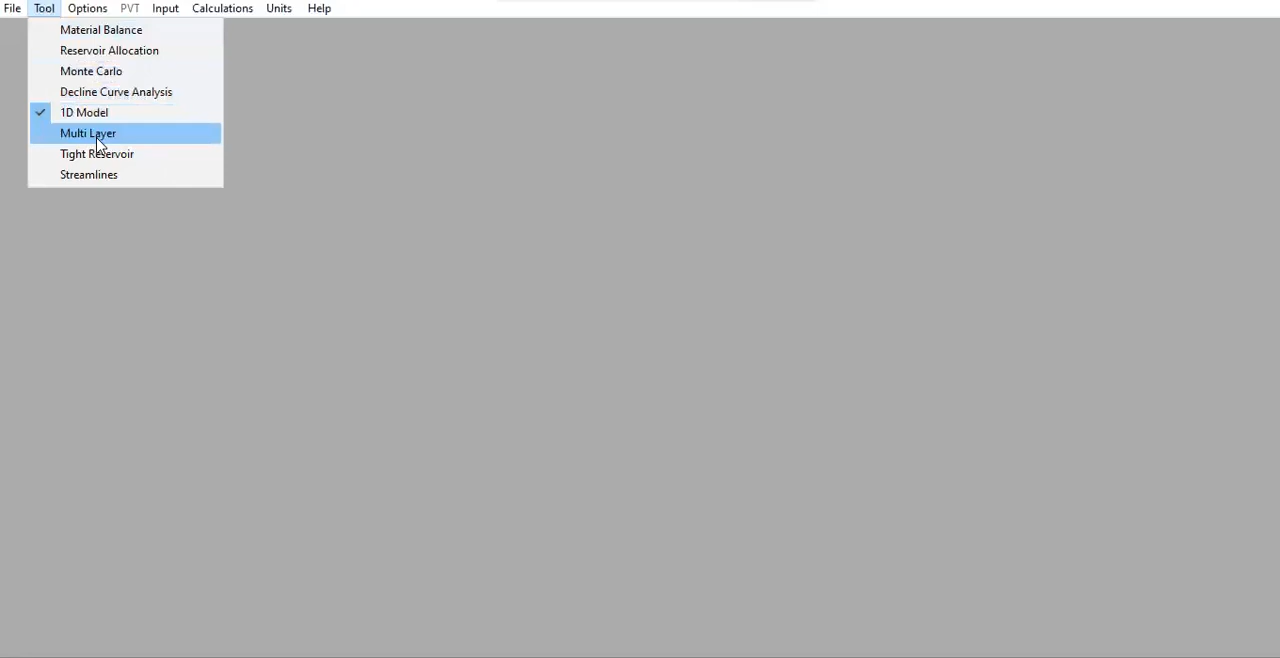 File Tool Options PVT Input Calculations Units Help
Material Balance
Reservoir Allocation
Monte Carlo
Decline Curve Analysis
1D Model
Multi Layer
Tight Reservoir
Streamlines